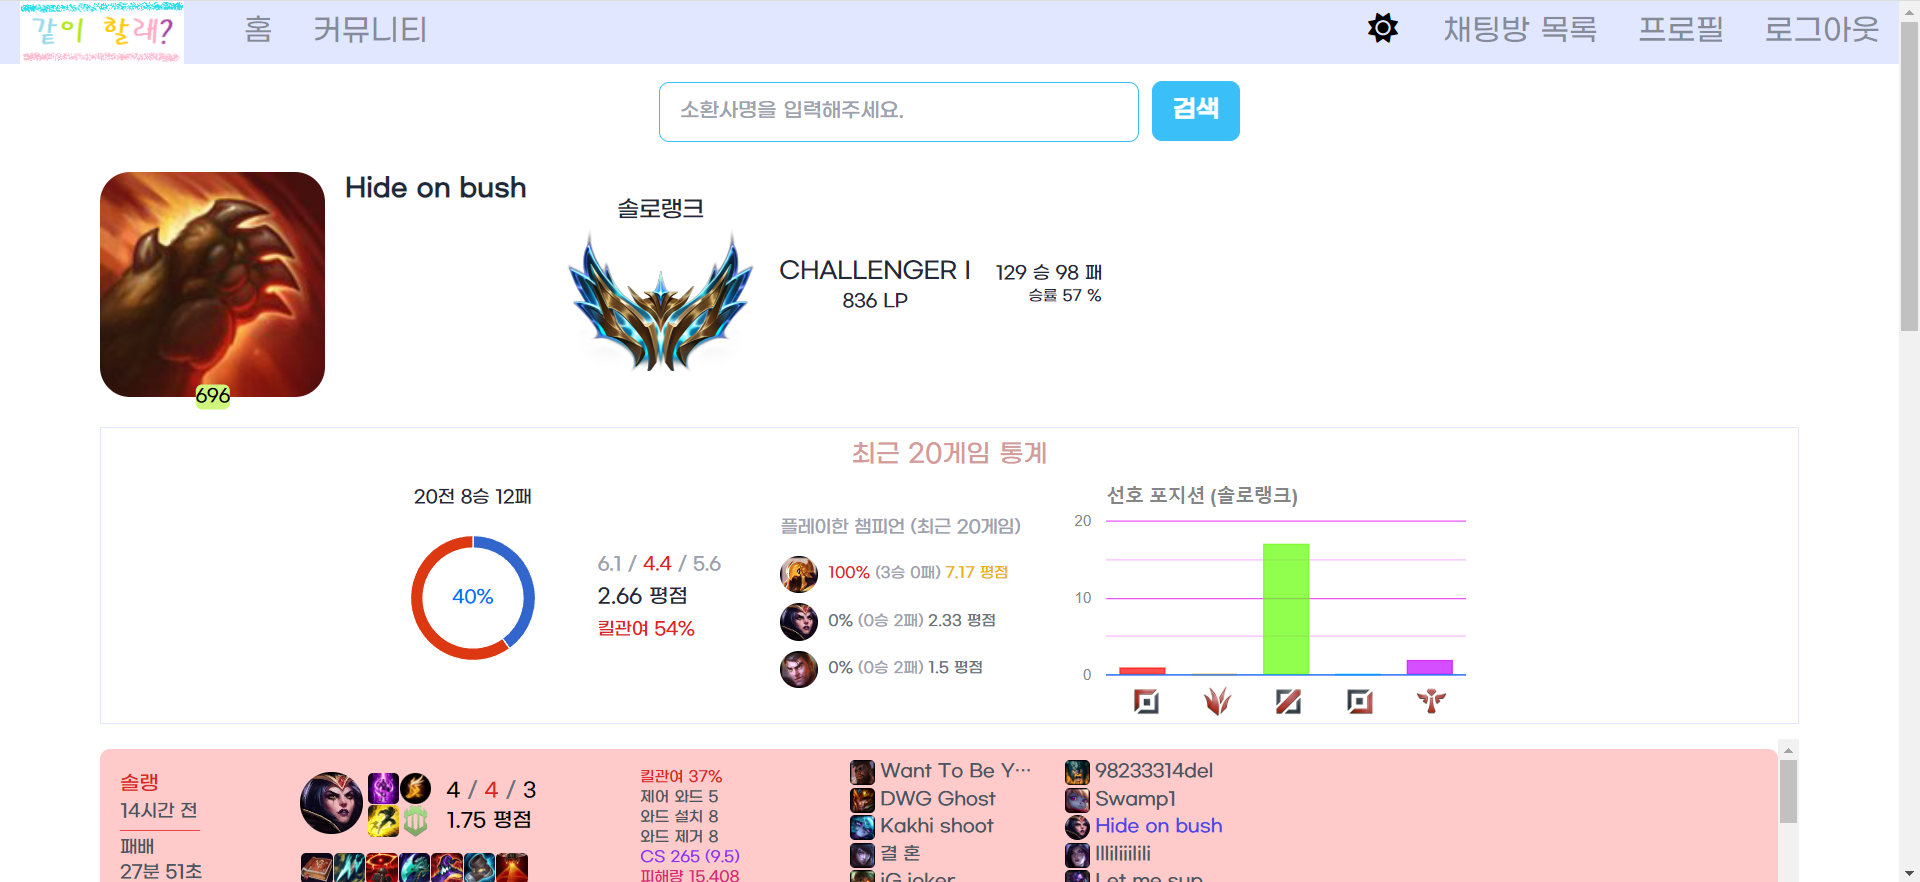 같이 할래?
홈
커뮤니티
채팅방 목록
프로필
로그아웃
소환사명을 입력해주세요.
검색
Hide on bush
696
솔로랭크
CHALLENGER I
836 LP
129 승 98 패
승률 57 %
최근 20게임 통계
20전 8승 12패
40%
6.1 / 4.4 / 5.6
2.66 평점
킬관여 54%
플레이한 챔피언 (최근 20게임)
100% (3승 0패) 7.17 평점
0% (0승 2패) 2.33 평점
0% (0승 2패) 1.5 평점
선호 포지션 (솔로랭크)
20
10
0
솔랭
14시간 전
패배
27분 51초
4 / 4 / 3
1.75 평점
킬관여 37%
제어 와드 5
와드 설치 8
와드 제거 8
CS 265 (9.5)
피해량 15,408
Want To Be Y…
DWG Ghost
Kakhi shoot
결 혼
iG joker
98233314del
Swamp1
Hide on bush
Let me sup